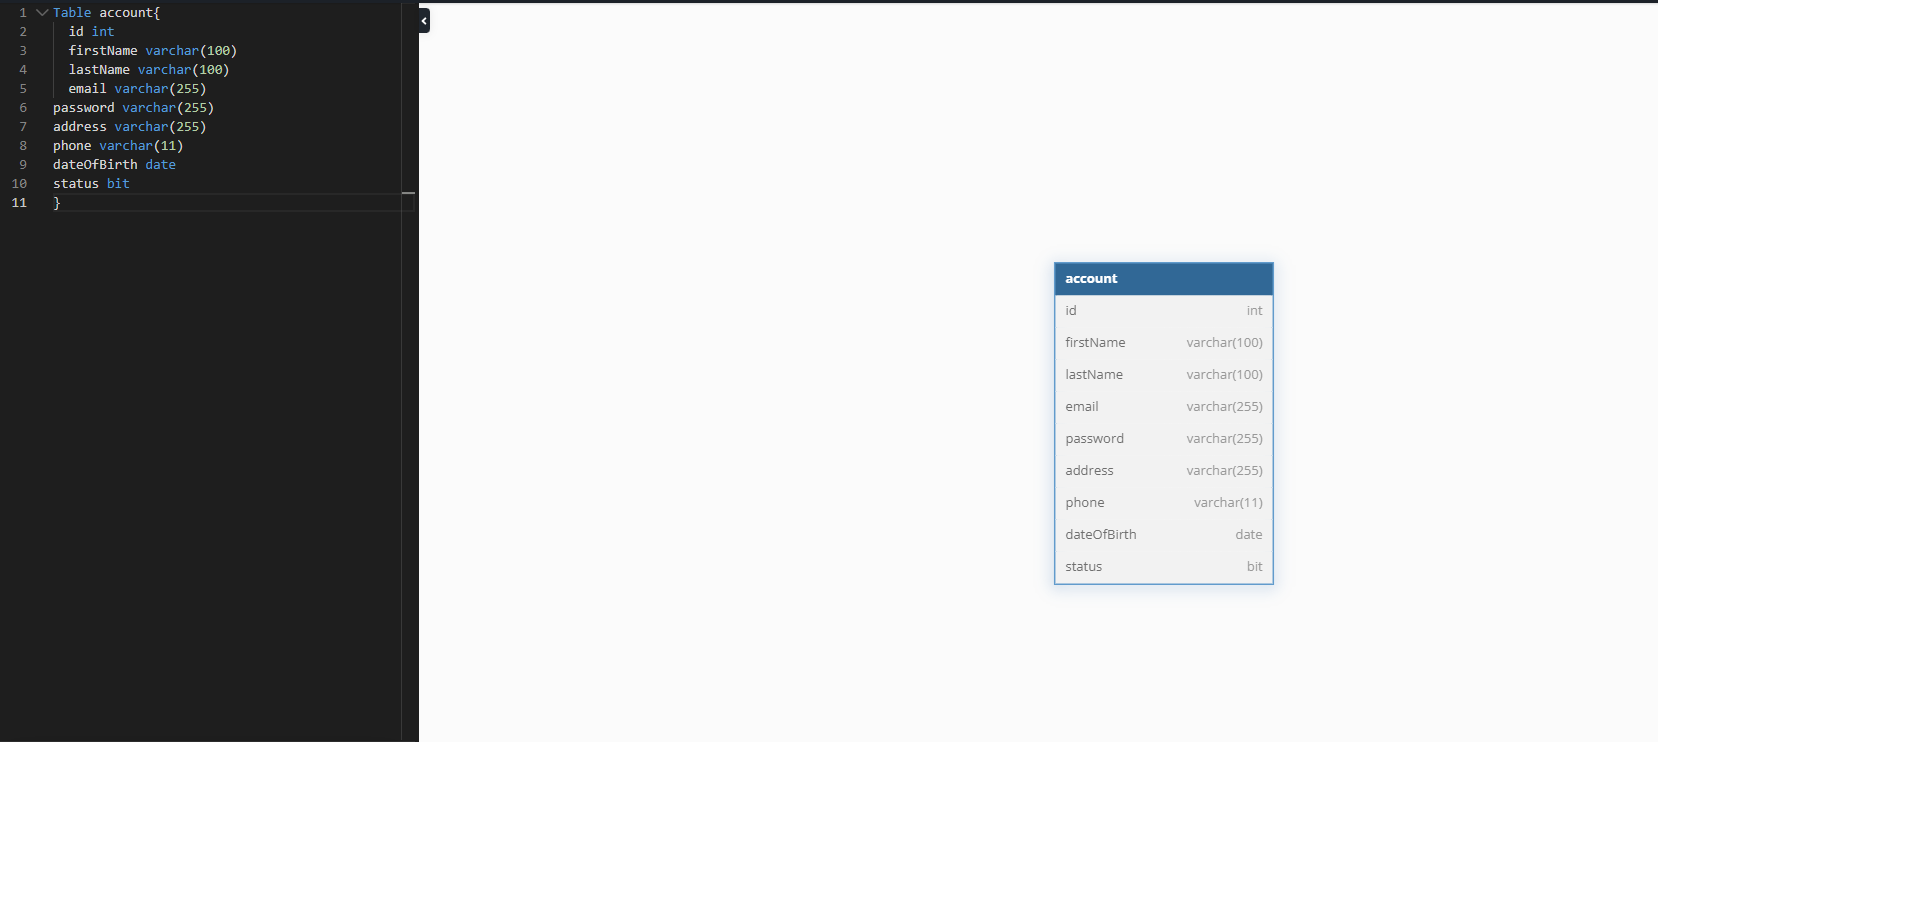 1 Table account{
2 id int
3 firstName varchar(100)
4 lastName varchar(100)
5 email varchar(255)
6 password varchar(255)
7 address varchar(255)
8 phone varchar(11)
9 dateOfBirth date
10 status bit
11 }
account
id int
firstName varchar(100)
lastName varchar(100)
email varchar(255)
password varchar(255)
address varchar(255)
phone varchar(11)
dateOfBirth date
status bit